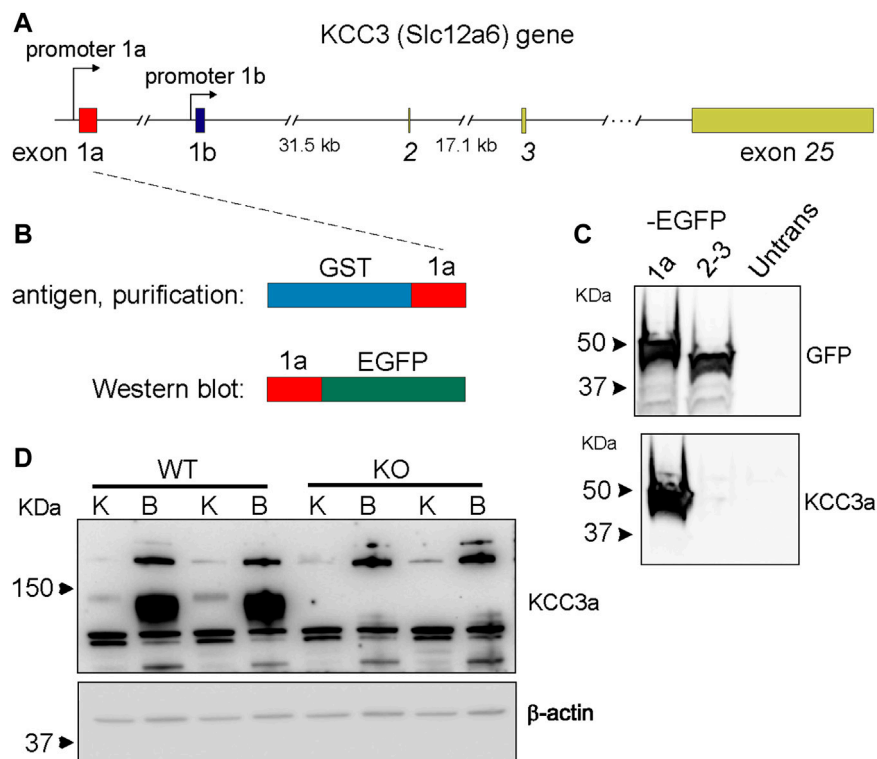 A
KCC3 (Slc12a6) gene
promoter 1a
promoter 1b
31.5 kb
17.1 kb
exon 1a
1b
2
3
exon 25
B
GST
1a
antigen, purification:
1a
EGFP
Western blot:
C
-EGFP
1a
2-3
Untrans
KDa
50
37
GFP
KDa
50
37
KCC3a
D
WT
KO
KDa
K B K B K B K B
150
KCC3a
β-actin
37